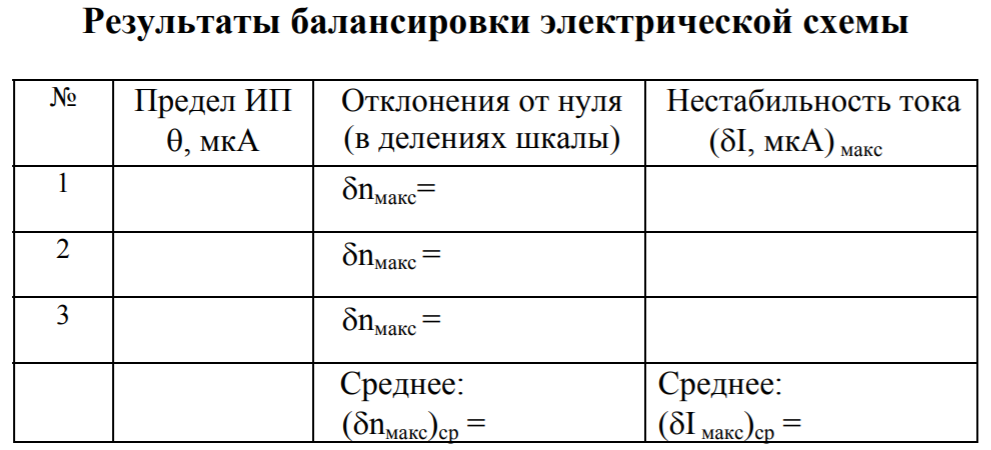 Результаты балансировки электрической схемы
№ Предел ИП Отклонения от нуля Нестабильность тока
θ, мкА (в делениях шкалы) (δI, мкА) макс
1 δnмакс=
2 δnмакс =
3 δnмакс =
Среднее: Среднее:
(δnмакс)ср = (δI макс)ср =